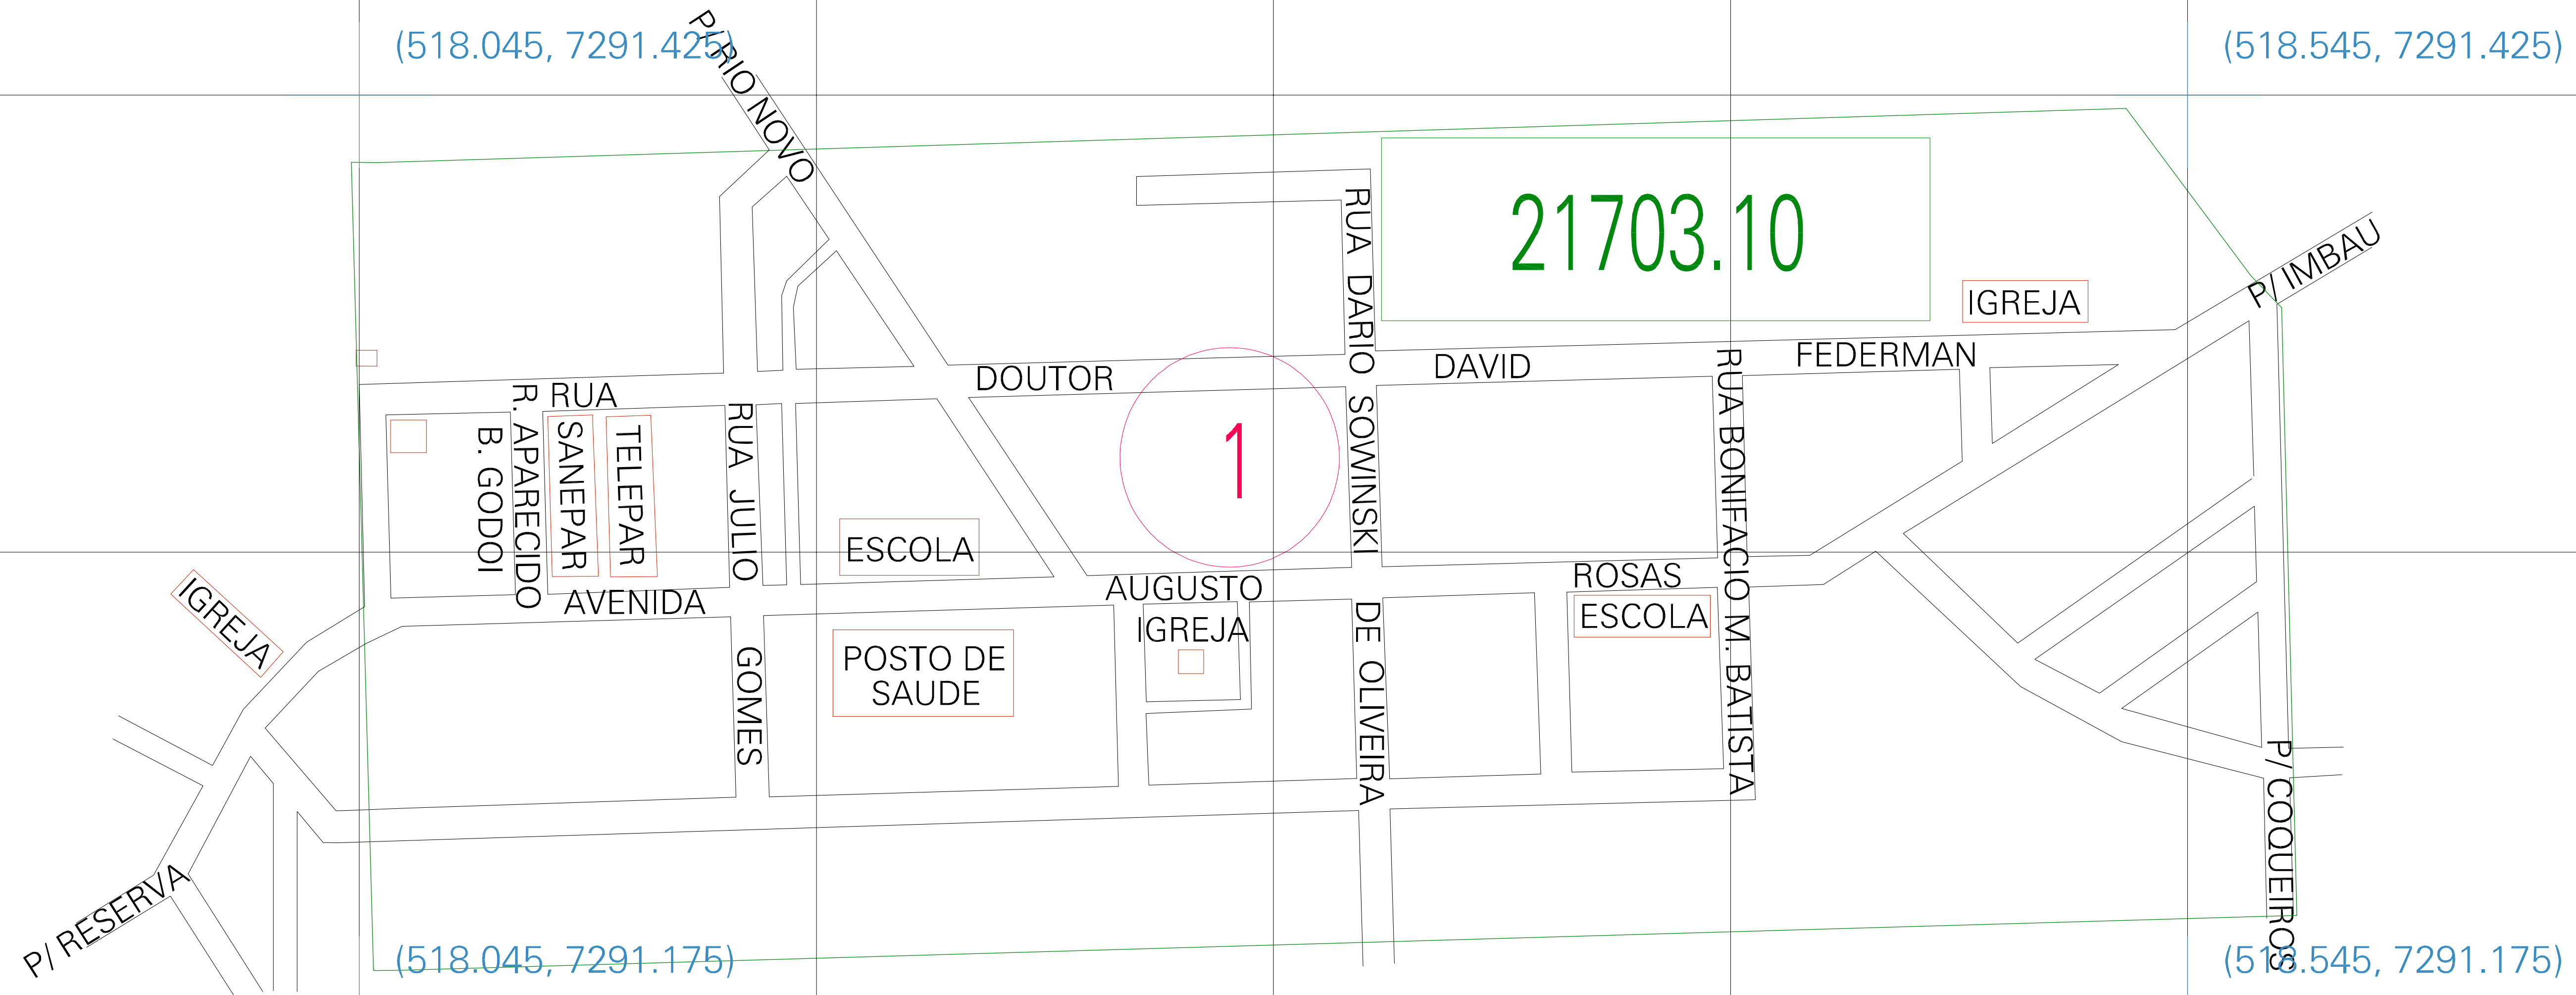 (518.045, 7291.425)
(518.545, 7291.425)
P/ RIO NOVO
21703.10
P/ IMBAU
IGREJA
RUA DARIO SOWINSKI DE OLIVEIRA
RUA DOUTOR DAVID FEDERMAN
R. APARECIDO
B. GODOI
SANEPAR
TELEPAR
RUA JULIO GOMES
1
RUA BONIFACIO M. BATISTA
ESCOLA
AVENIDA AUGUSTO ROSAS
IGREJA
IGREJA
ESCOLA
POSTO DE
SAUDE
P/ COQUEIROS
P/ RESERVA
(518.045, 7291.175)
(518.545, 7291.175)